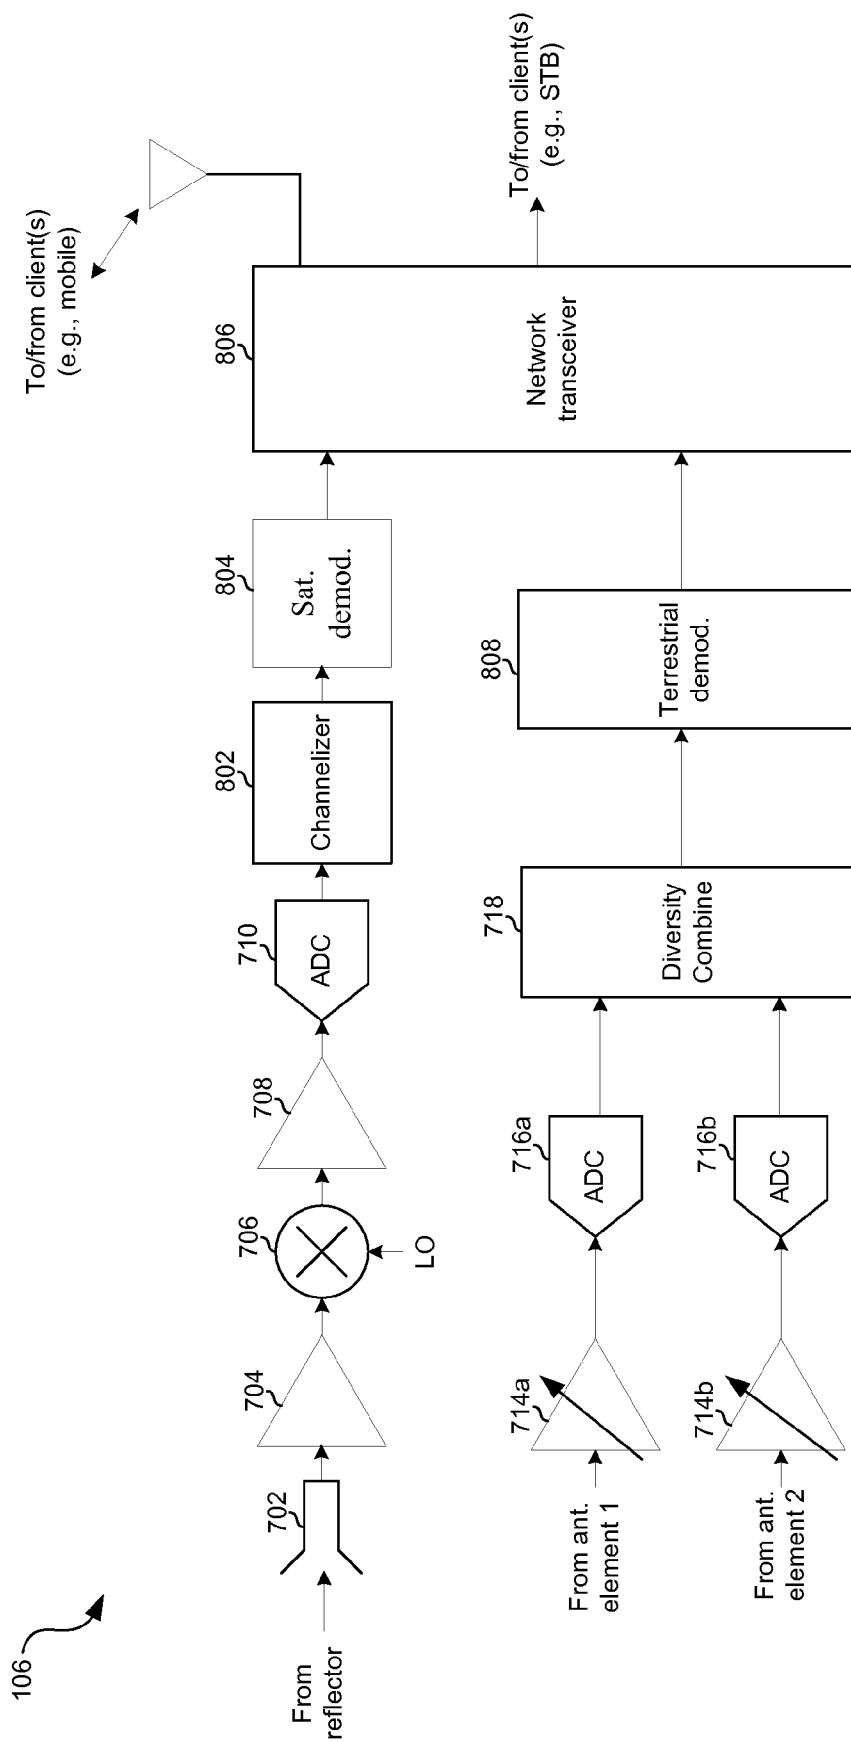 106
From
reflector
702
704
706
LO
708
710
ADC
802
Channelizer
804
Sat.
demod.
806
Network
transceiver
To/from client(s)
(e.g., mobile)
To/from client(s)
(e.g., STB)
From ant.
element 1
714a
716a
ADC
From ant.
element 2
714b
716b
ADC
718
Diversity
Combine
808
Terrestrial
demod.